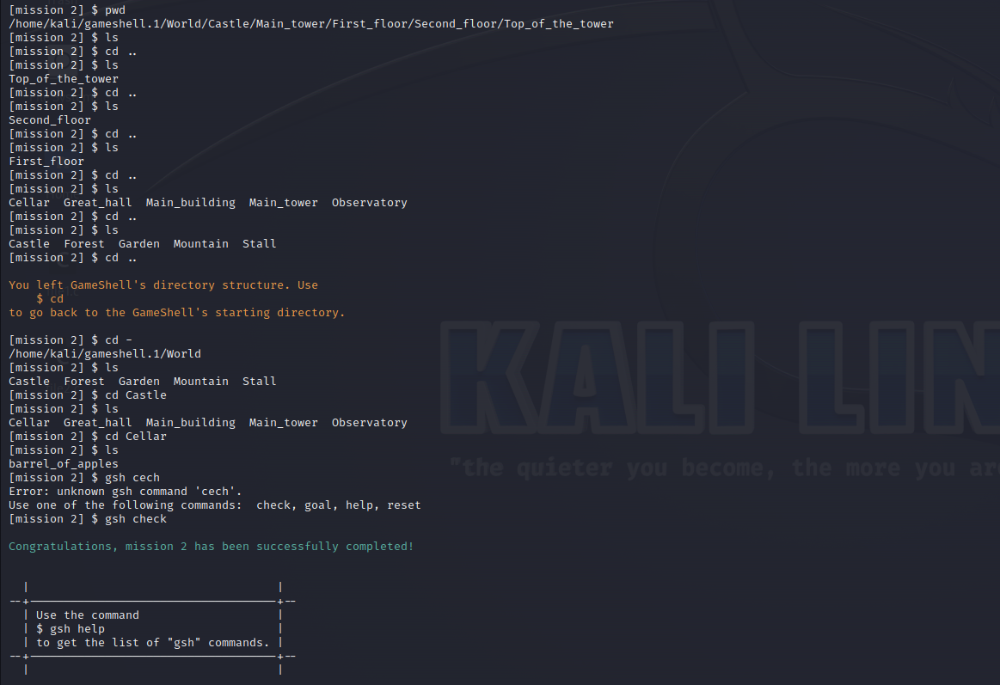 [mission 2] $ pwd
/home/kali/gameshell.1/World/Castle/Main_tower/First_floor/Second_floor/Top_of_the_tower
[mission 2] $ ls
[mission 2] $ cd ..
[mission 2] $ ls
Top_of_the_tower
[mission 2] $ cd ..
[mission 2] $ ls
Second_floor
[mission 2] $ cd ..
[mission 2] $ ls
First_floor
[mission 2] $ cd ..
[mission 2] $ ls
Cellar  Great_hall  Main_building  Main_tower  Observatory
[mission 2] $ cd ..
[mission 2] $ ls
Castle  Forest  Garden  Mountain  Stall
[mission 2] $ cd ..
You left GameShell's directory structure. Use
$ cd
to go back to the GameShell's starting directory.
[mission 2] $ cd -
/home/kali/gameshell.1/World
[mission 2] $ ls
Castle  Forest  Garden  Mountain  Stall
[mission 2] $ cd Castle
[mission 2] $ ls
Cellar  Great_hall  Main_building  Main_tower  Observatory
[mission 2] $ cd Cellar
[mission 2] $ ls
barrel_of_apples
[mission 2] $ gsh cech
Error: unknown gsh command 'cech'.
Use one of the following commands:  check, goal, help, reset
[mission 2] $ gsh check
Congratulations, mission 2 has been successfully completed!
Use the command
$ gsh help
to get the list of "gsh" commands.
KALI LIN
"the quieter you become, the more you ar